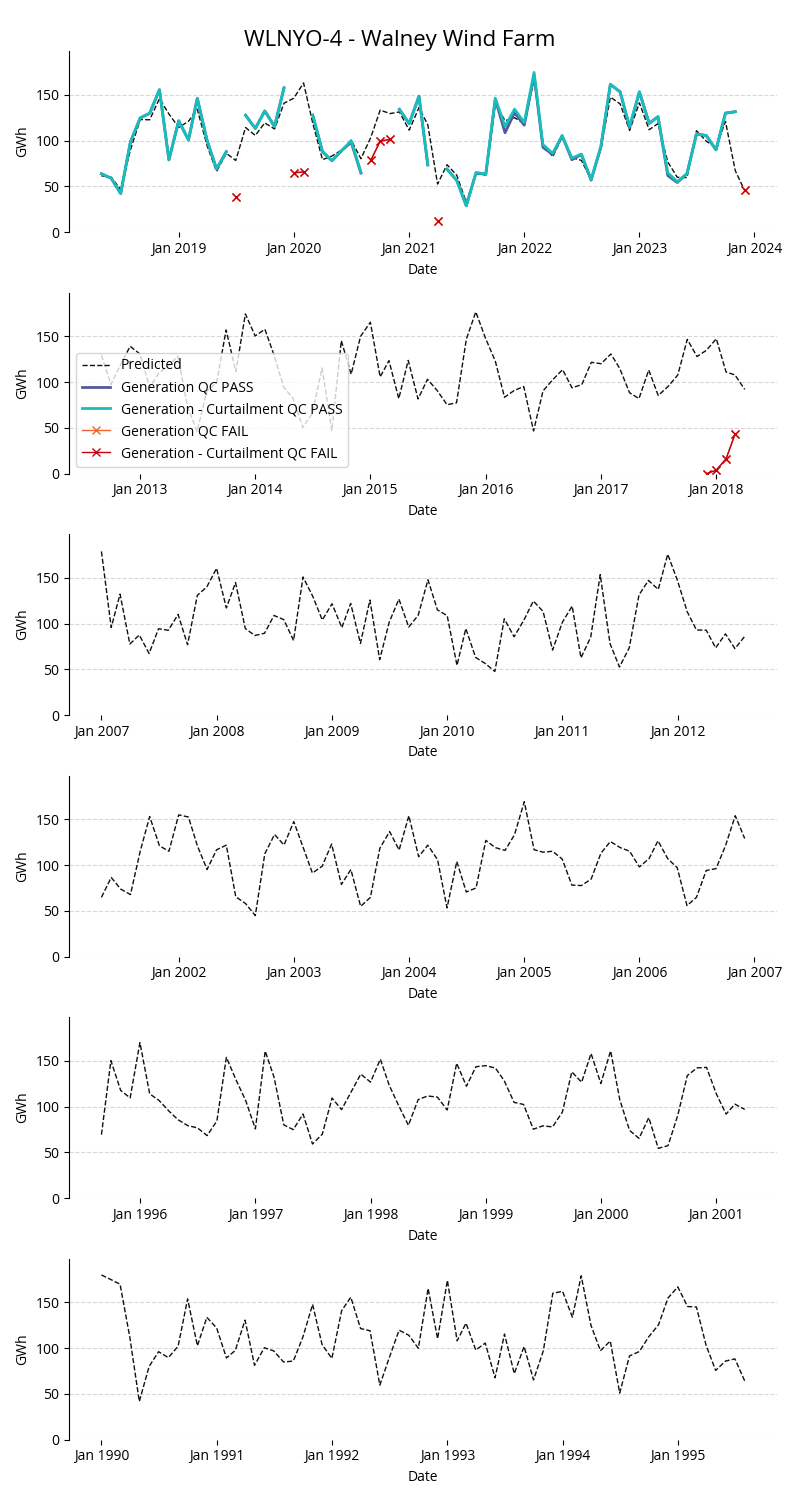 WLNYO-4 - Walney Wind Farm
150
100
50
0
GWh
Jan 2019 Jan 2020 Jan 2021 Jan 2022 Jan 2023 Jan 2024
Date
150
100
50
0
GWh
Predicted
Generation QC PASS
Generation - Curtailment QC PASS
Generation QC FAIL
Generation - Curtailment QC FAIL
Jan 2013 Jan 2014 Jan 2015 Jan 2016 Jan 2017 Jan 2018
Date
150
100
50
0
GWh
Jan 2007 Jan 2008 Jan 2009 Jan 2010 Jan 2011 Jan 2012
Date
150
100
50
0
GWh
Jan 2002 Jan 2003 Jan 2004 Jan 2005 Jan 2006 Jan 2007
Date
150
100
50
0
GWh
Jan 1996 Jan 1997 Jan 1998 Jan 1999 Jan 2000 Jan 2001
Date
150
100
50
0
GWh
Jan 1990 Jan 1991 Jan 1992 Jan 1993 Jan 1994 Jan 1995
Date